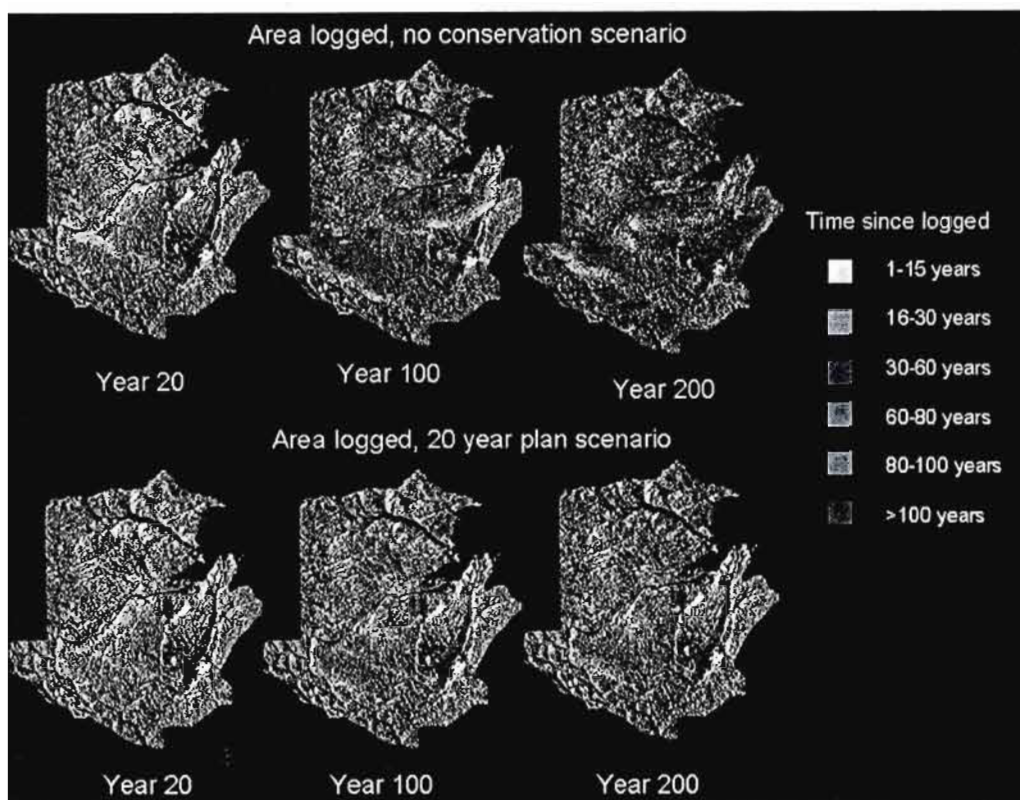 Area logged, no conservation scenario
Year 20
Year 100
Year 200
Time since logged
1-15 years
16-30 years
30-60 years
60-80 years
80-100 years
>100 years
Area logged, 20 year plan scenario
Year 20
Year 100
Year 200